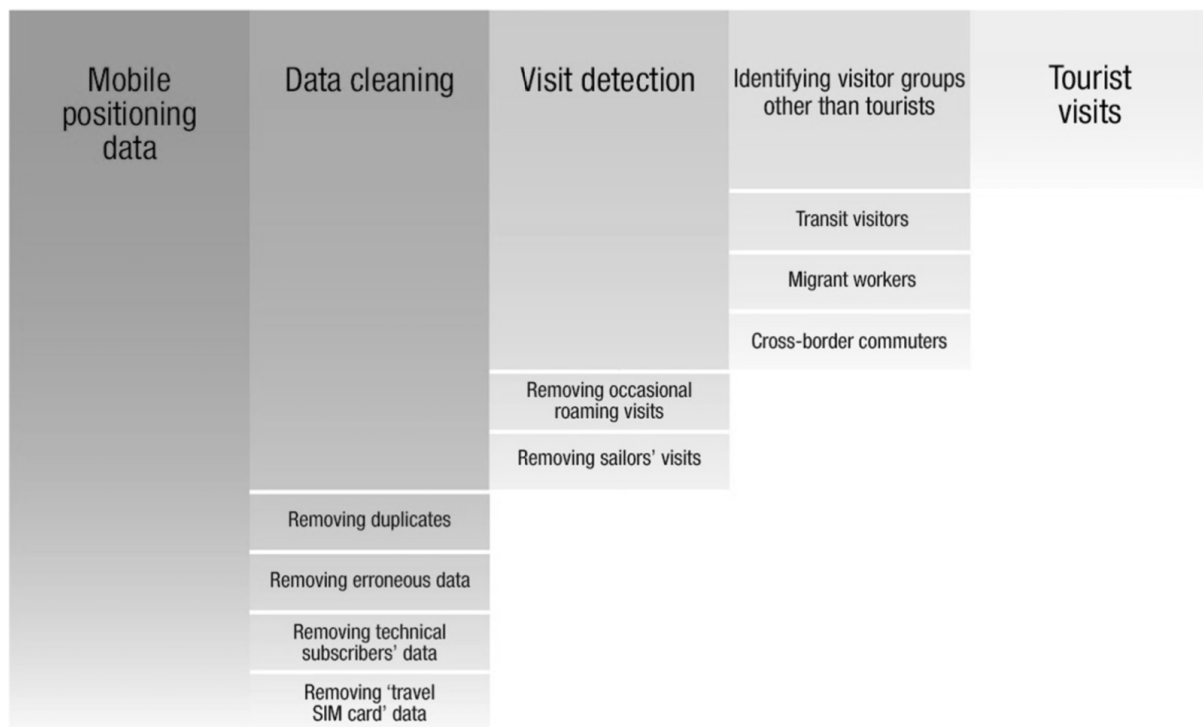 Mobile
positioning
data
Data cleaning
Visit detection
Identifying visitor groups
other than tourists
Tourist
visits
Transit visitors
Migrant workers
Cross-border commuters
Removing occasional
roaming visits
Removing sailors’ visits
Removing duplicates
Removing erroneous data
Removing technical
subscribers’ data
Removing ‘travel
SIM card’ data